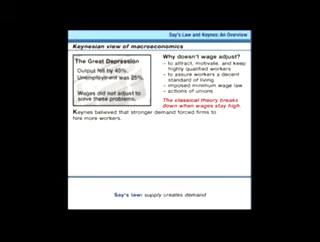 Say's Law and Keynes: An Overview
Keynesian view of macroeconomics
The Great Depression
Output fell by 40%.
Unemployment was 25%.
Wages did not adjust to
solve these problems.
Why doesn't wage adjust?
– to attract, motivate, and keep
highly qualified workers
– to assure workers a decent
standard of living
– imposed minimum wage law
– actions of unions
The classical theory breaks
down when wages stay high.
Keynes believed that stronger demand forced firms to
hire more workers.
Say's law: supply creates demand